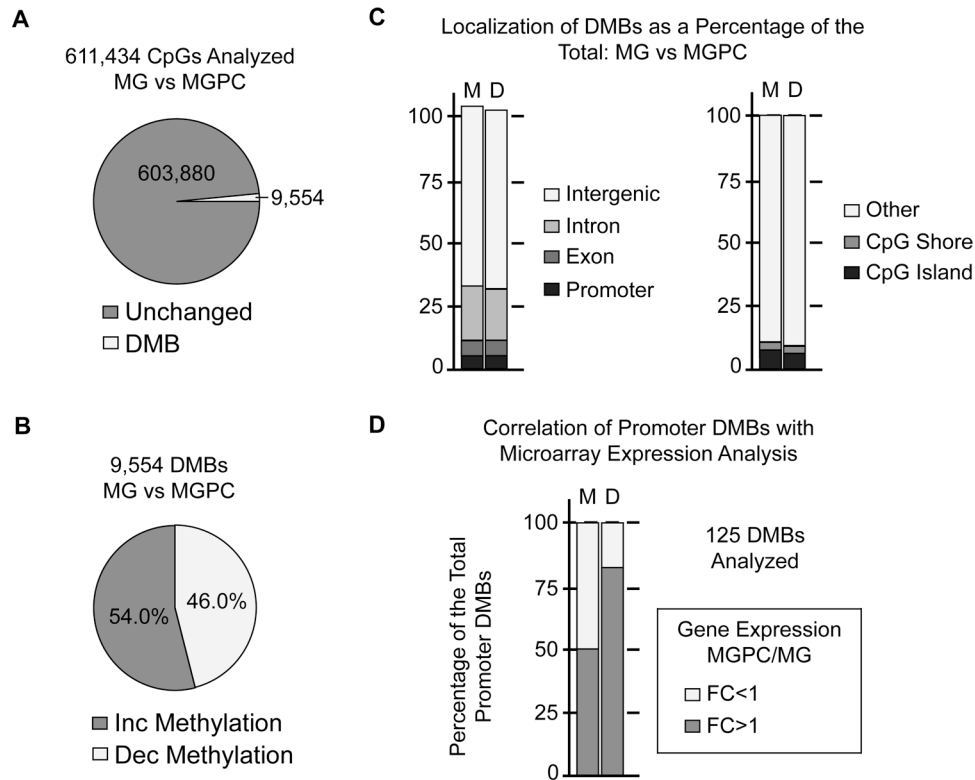 A
611,434 CpGs Analyzed
MG vs MGPC
603,880
9,554
Unchanged
DMB
B
9,554 DMBs
MG vs MGPC
54.0%
46.0%
Inc Methylation
Dec Methylation
C
Localization of DMBs as a Percentage of the
Total: MG vs MGPC
M D
100
75
50
25
0
Intergenic
Intron
Exon
Promoter
M D
100
75
50
25
0
Other
CpG Shore
CpG Island
D
Correlation of Promoter DMBs with
Microarray Expression Analysis
Percentage of the Total
Promoter DMBs
M D
100
75
50
25
0
125 DMBs
Analyzed
Gene Expression
MGPC/MG
FC<1
FC>1